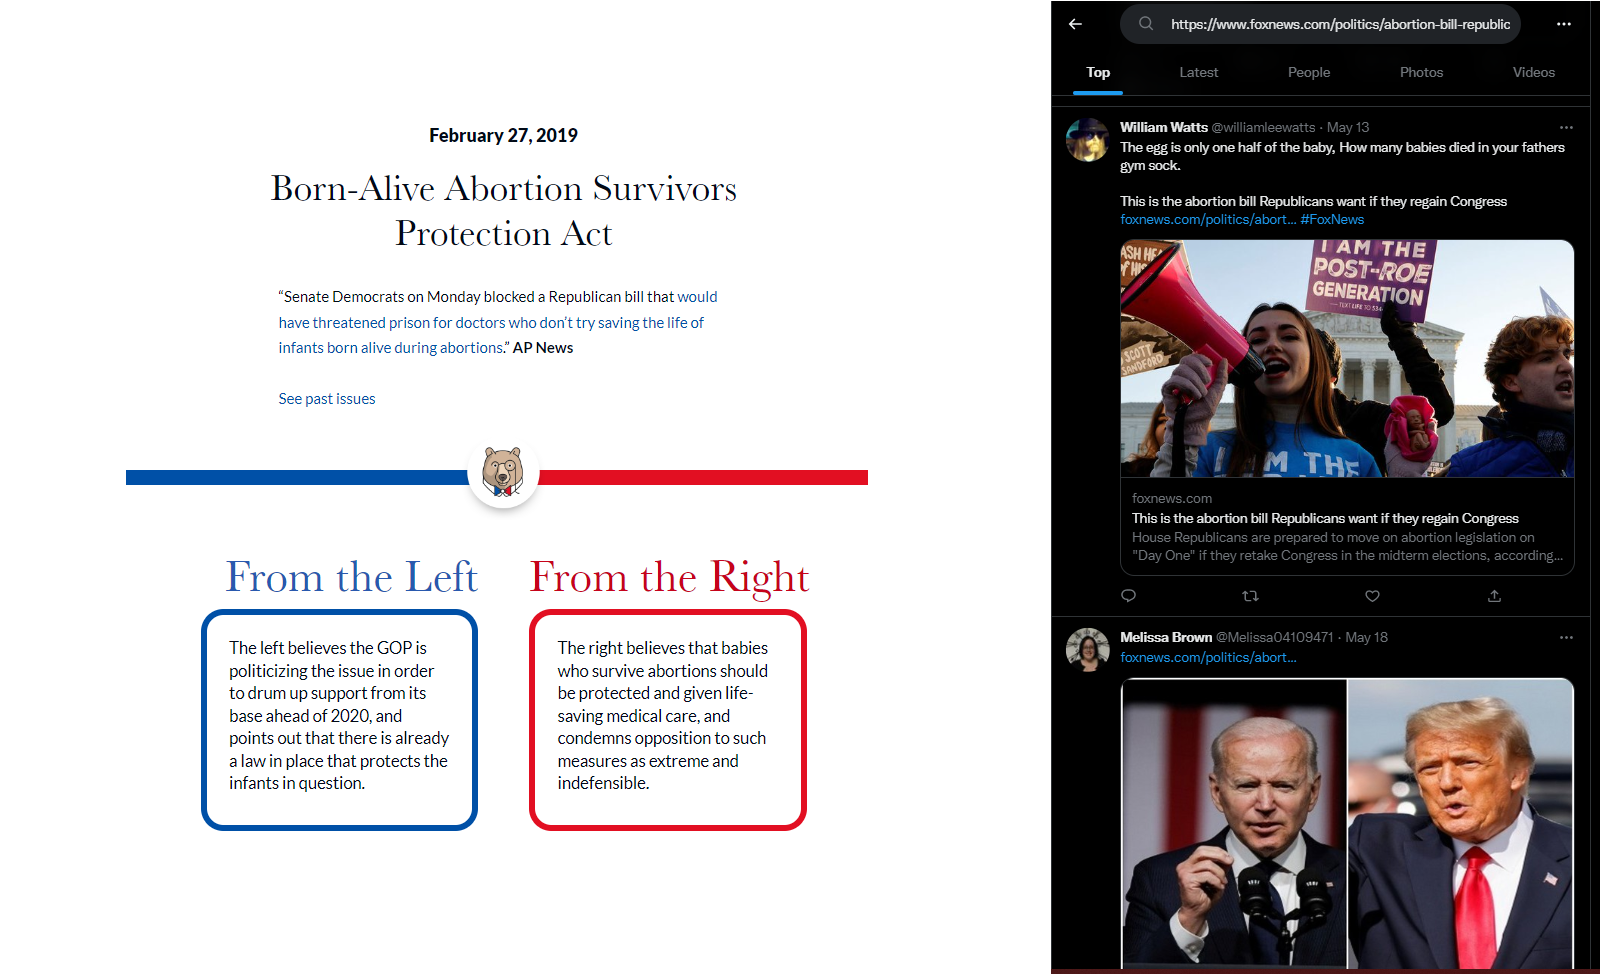 February 27, 2019
Born-Alive Abortion Survivors
Protection Act
“Senate Democrats on Monday blocked a Republican bill that would
have threatened prison for doctors who don’t try saving the life of
infants born alive during abortions.” AP News
See past issues
From the Left
The left believes the GOP is
politicizing the issue in order
to drum up support from its
base ahead of 2020, and
points out that there is already
a law in place that protects the
infants in question.
From the Right
The right believes that babies
who survive abortions should
be protected and given life-
saving medical care, and
condemns opposition to such
measures as extreme and
indefensible.
https://www.foxnews.com/politics/abortion-bill-republic
Top Latest People Photos Videos
William Watts @williamleewatts · May 13
The egg is only one half of the baby, How many babies died in your fathers
gym sock.
This is the abortion bill Republicans want if they regain Congress
foxnews.com/politics/abort... #FoxNews
I AM THE
POST-ROE
GENERATION
SCOTT
SANDFORD
I AM THE
foxnews.com
This is the abortion bill Republicans want if they regain Congress
House Republicans are prepared to move on abortion legislation on
"Day One" if they retake Congress in the midterm elections, according...
Melissa Brown @Melissa04109471 · May 18
foxnews.com/politics/abort...